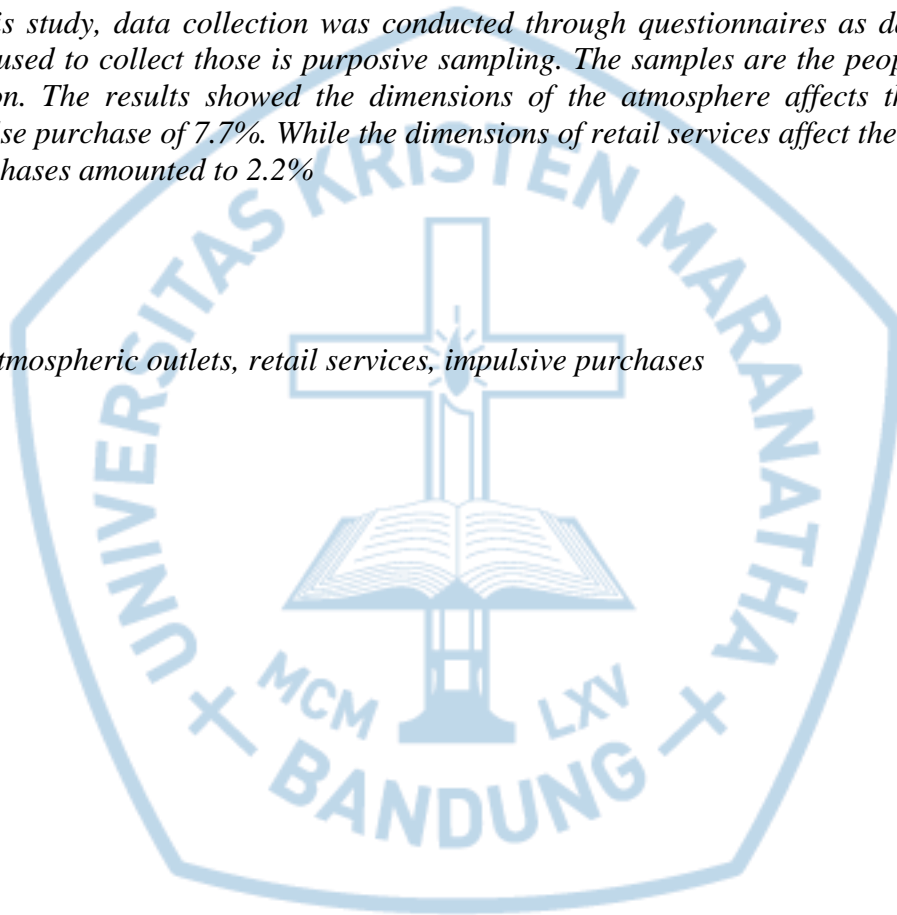 is study, data collection was conducted through questionnaires as da
used to collect those is purposive sampling. The samples are the peop
on. The results showed the dimensions of the atmosphere affects th
se purchase of 7.7%. While the dimensions of retail services affect the
hases amounted to 2.2%
tmospheric outlets, retail services, impulsive purchases
UNIVERSITAS KRISTEN MARANATHA
MCM LXV
BANDUNG